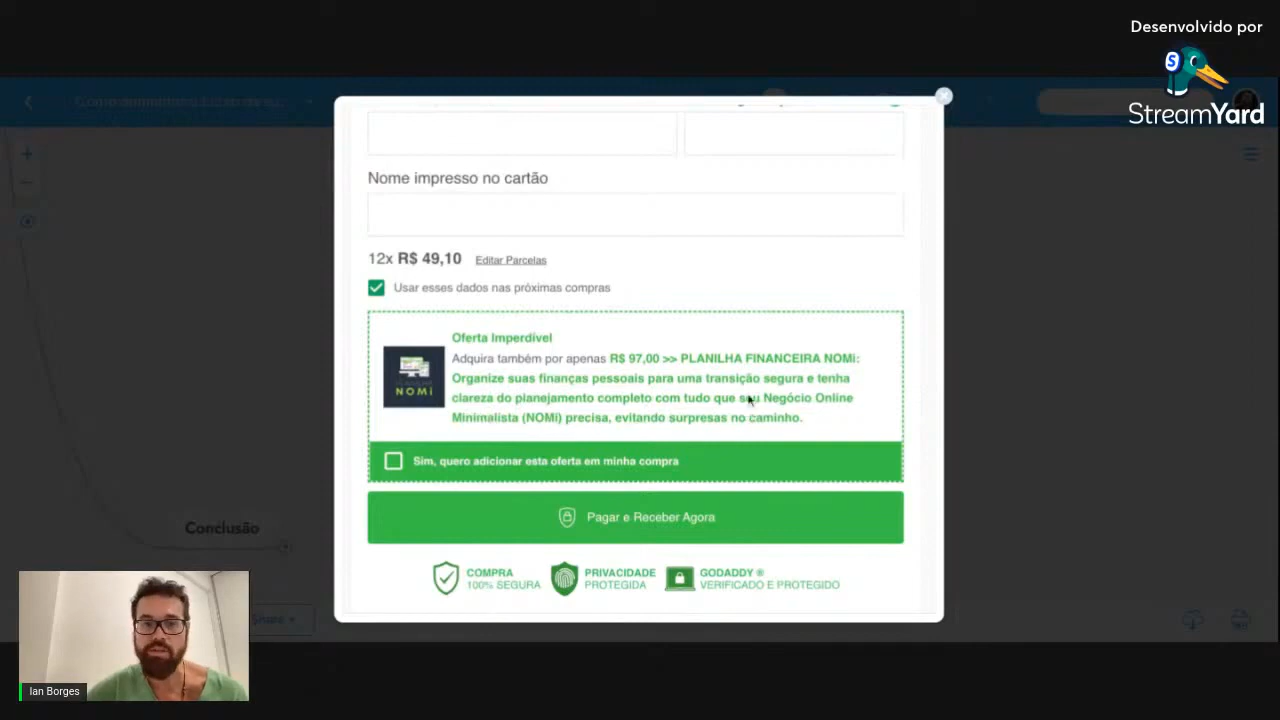 Desenvolvido por
StreamYard
Nome impresso no cartão
12x R$ 49,10 Editar Parcelas
Usar esses dados nas próximas compras
Oferta Imperdível
Adquira também por apenas R$ 97,00 >> PLANILHA FINANCEIRA NOMi:
Organize suas finanças pessoais para uma transição segura e tenha
clareza do planejamento completo com tudo que seu Negócio Online
Minimalista (NOMi) precisa, evitando surpresas no caminho.
PLANILHA
NOMi
Sim, quero adicionar esta oferta em minha compra
Pagar e Receber Agora
COMPRA
100% SEGURA
PRIVACIDADE
PROTEGIDA
GODADDY ®
VERIFICADO E PROTEGIDO
Conclusão
Share
Ian Borges